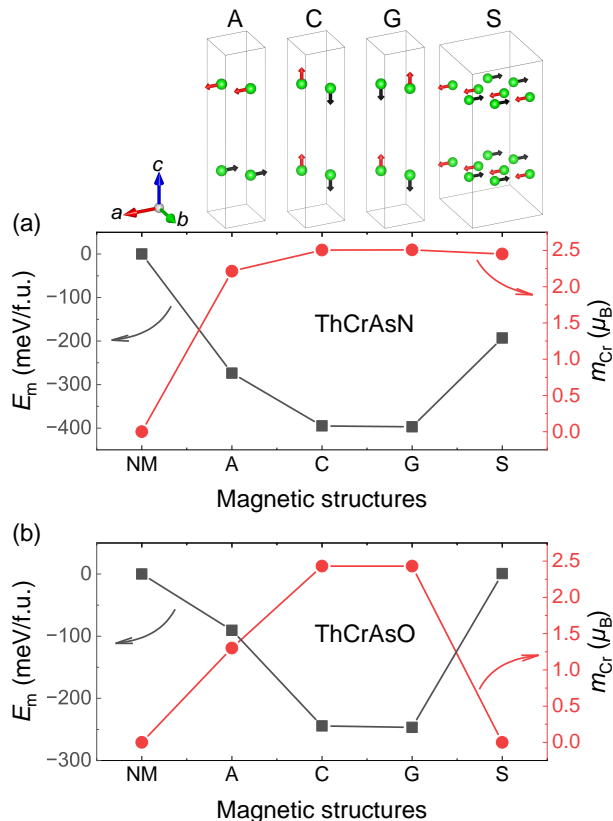 A C G S
c
a
b
(a)
0
−100
−200
−300
−400
E_m (meV/f.u.)
ThCrAsN
2.5
2.0
1.5
1.0
0.5
0.0
m_Cr (μ_B)
NM A C G S
Magnetic structures
(b)
0
−100
−200
−300
E_m (meV/f.u.)
ThCrAsO
2.5
2.0
1.5
1.0
0.5
0.0
m_Cr (μ_B)
NM A C G S
Magnetic structures